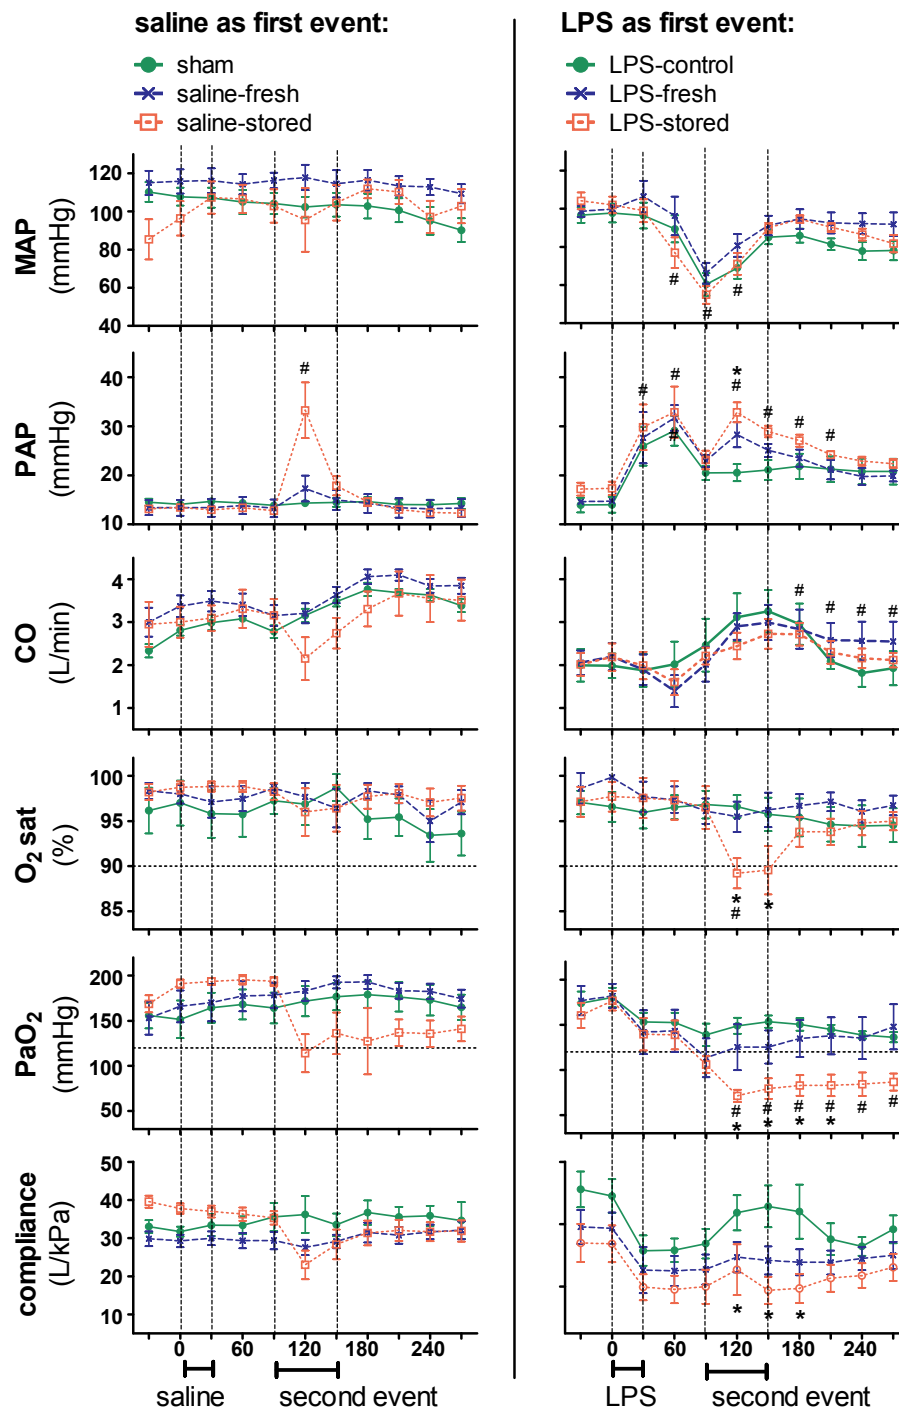 saline as first event:
sham
saline-fresh
saline-stored
LPS as first event:
LPS-control
LPS-fresh
LPS-stored
MAP
(mmHg)
120
100
80
60
40
# # #
PAP
(mmHg)
40
30
20
10
#
# # * # # # #
#
CO
(L/min)
4
3
2
1
# # # #
O2 sat
(%)
100
95
90
85
* *
#
PaO2
(mmHg)
200
150
100
50
# # # # # #
* * * *
compliance
(L/kPa)
50
40
30
20
10
* * *
0 60 120 180 240
saline second event
0 60 120 180 240
LPS second event